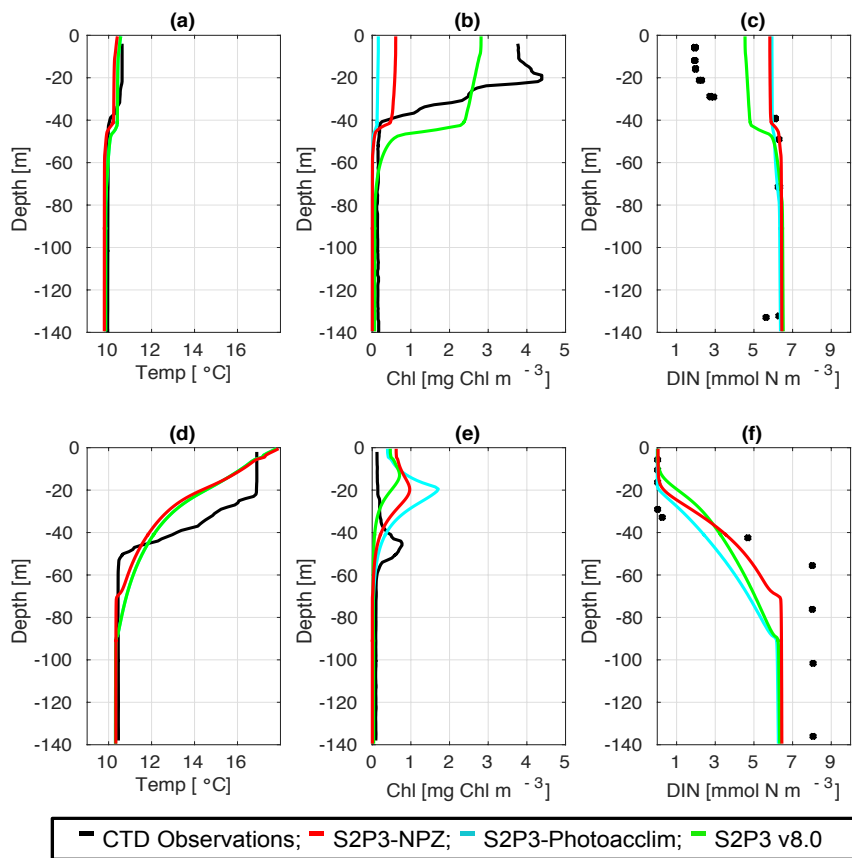 (a) (b) (c)
0 0 0
-20 -20 -20
-40 -40 -40
-60 -60 -60
-80 -80 -80
-100 -100 -100
-120 -120 -120
-140 -140 -140
Depth [m] Depth [m] Depth [m]
10 12 14 16 0 1 2 3 4 5 1 3 5 7 9
Temp [ °C] Chl [mg Chl m -3] DIN [mmol N m -3]
(d) (e) (f)
0 0 0
-20 -20 -20
-40 -40 -40
-60 -60 -60
-80 -80 -80
-100 -100 -100
-120 -120 -120
-140 -140 -140
Depth [m] Depth [m] Depth [m]
10 12 14 16 0 1 2 3 4 5 1 3 5 7 9
Temp [ °C] Chl [mg Chl m -3] DIN [mmol N m -3]
CTD Observations; S2P3-NPZ; S2P3-Photoacclim; S2P3 v8.0